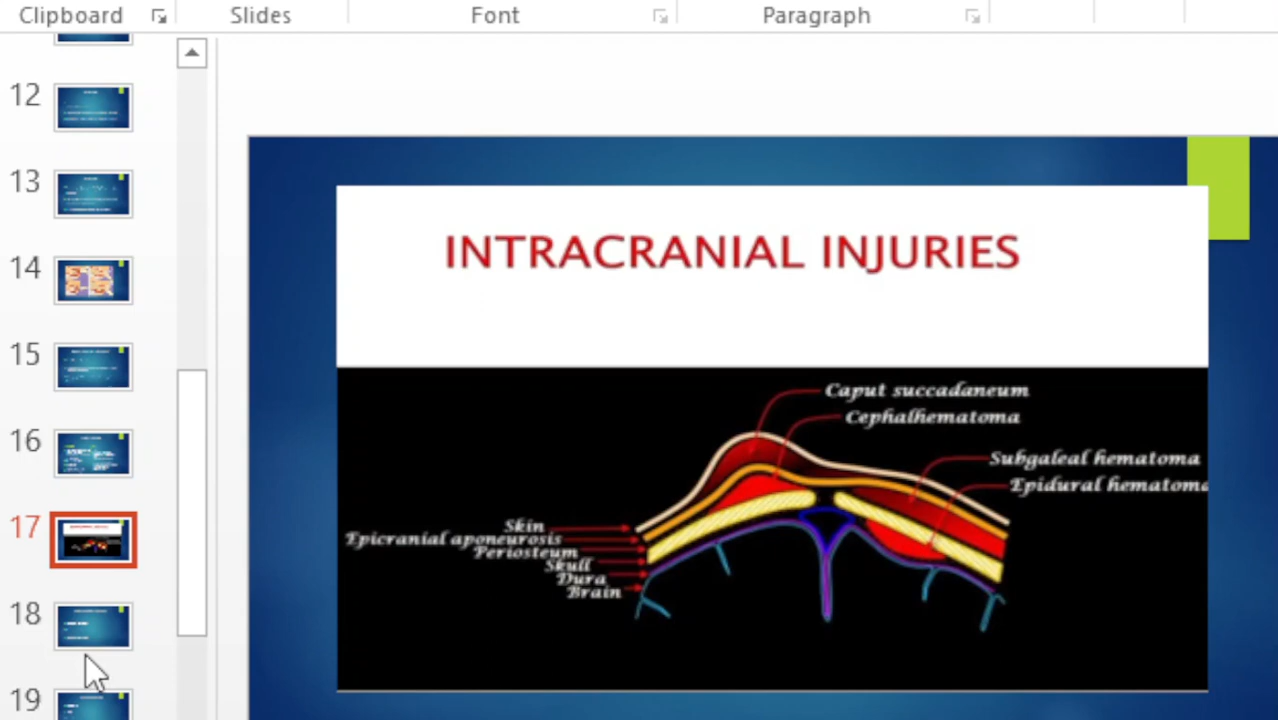 Clipboard
Slides
Font
Paragraph
12
13
14
15
16
17
18
19
INTRACRANIAL INJURIES
Caput succadaneum
Cephalhematoma
Subgaleal hematoma
Epidural hematoma
Skin
Epicranial aponeurosis
Periosteum
Skull
Dura
Brain